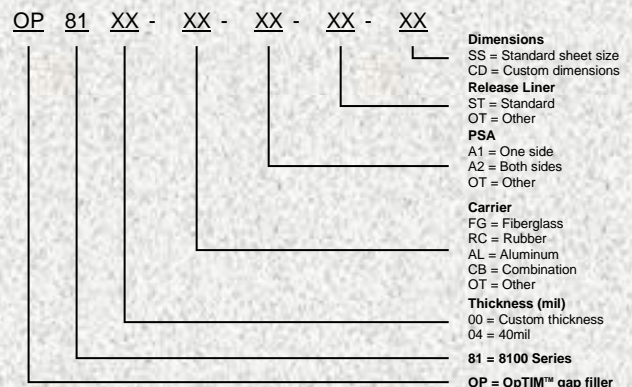 OP 81 XX - XX - XX - XX - XX
Dimensions
SS = Standard sheet size
CD = Custom dimensions
Release Liner
ST = Standard
OT = Other
PSA
A1 = One side
A2 = Both sides
OT = Other
Carrier
FG = Fiberglass
RC = Rubber
AL = Aluminum
CB = Combination
OT = Other
Thickness (mil)
00 = Custom thickness
04 = 40mil
81 = 8100 Series
OP = OpTIM™ gap filler